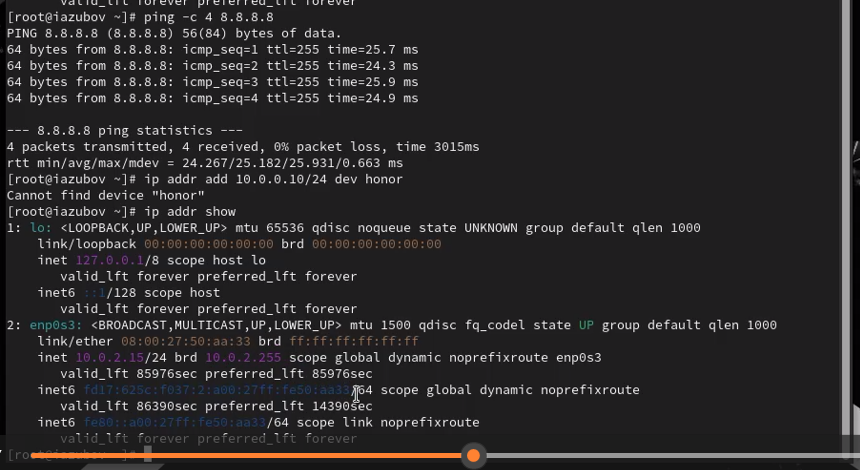 valid_lft forever preferred_lft forever
[root@iazubov ~]# ping -c 4 8.8.8.8
PING 8.8.8.8 (8.8.8.8) 56(84) bytes of data.
64 bytes from 8.8.8.8: icmp_seq=1 ttl=255 time=25.7 ms
64 bytes from 8.8.8.8: icmp_seq=2 ttl=255 time=24.3 ms
64 bytes from 8.8.8.8: icmp_seq=3 ttl=255 time=25.9 ms
64 bytes from 8.8.8.8: icmp_seq=4 ttl=255 time=24.9 ms
--- 8.8.8.8 ping statistics ---
4 packets transmitted, 4 received, 0% packet loss, time 3015ms
rtt min/avg/max/mdev = 24.267/25.182/25.931/0.663 ms
[root@iazubov ~]# ip addr add 10.0.0.10/24 dev honor
Cannot find device "honor"
[root@iazubov ~]# ip addr show
1: lo: <LOOPBACK,UP,LOWER_UP> mtu 65536 qdisc noqueue state UNKNOWN group default qlen 1000
link/loopback 00:00:00:00:00:00 brd 00:00:00:00:00:00
inet 127.0.0.1/8 scope host lo
valid_lft forever preferred_lft forever
inet6 ::1/128 scope host
valid_lft forever preferred_lft forever
2: enp0s3: <BROADCAST,MULTICAST,UP,LOWER_UP> mtu 1500 qdisc fq_codel state UP group default qlen 1000
link/ether 08:00:27:50:aa:33 brd ff:ff:ff:ff:ff:ff
inet 10.0.2.15/24 brd 10.0.2.255 scope global dynamic noprefixroute enp0s3
valid_lft 85976sec preferred_lft 85976sec
inet6 fd17:625c:f037:2:a00:27ff:fe50:aa33/64 scope global dynamic noprefixroute
valid_lft 86390sec preferred_lft 14390sec
inet6 fe80::a00:27ff:fe50:aa33/64 scope link noprefixroute
valid_lft forever preferred_lft forever
[root@iazubov ~]#